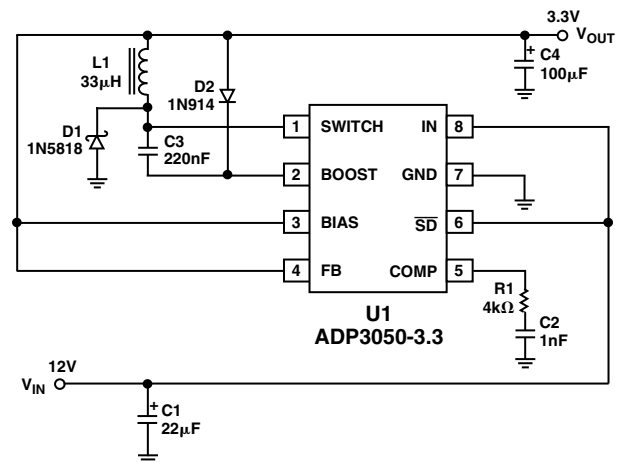 3.3V
VOUT
C4
100μF
L1
33μH
D2
1N914
D1
1N5818
C3
220nF
1 SWITCH IN 8
2 BOOST GND 7
3 BIAS SD 6
4 FB COMP 5
R1
4kΩ
C2
1nF
U1
ADP3050-3.3
12V
VIN
+ C1
22μF
+